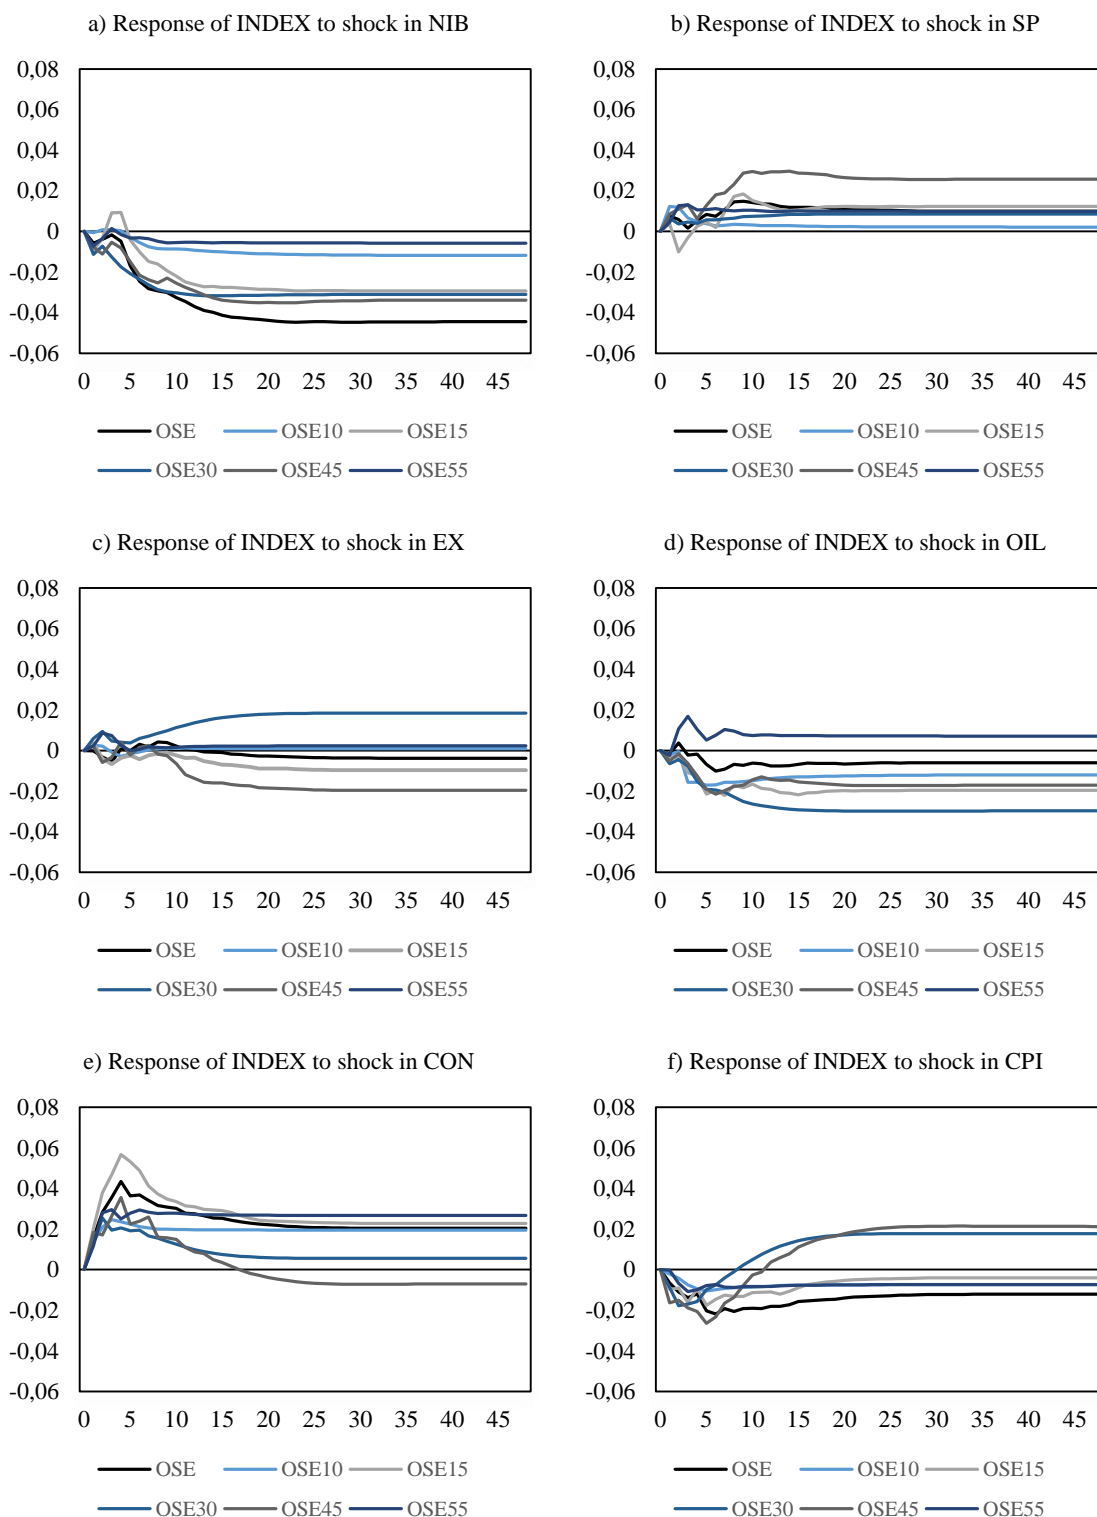 a) Response of INDEX to shock in NIB
0,08
0,06
0,04
0,02
0
-0,02
-0,04
-0,06
0 5 10 15 20 25 30 35 40 45
OSE OSE10 OSE15
OSE30 OSE45 OSE55
b) Response of INDEX to shock in SP
0,08
0,06
0,04
0,02
0
-0,02
-0,04
-0,06
0 5 10 15 20 25 30 35 40 45
OSE OSE10 OSE15
OSE30 OSE45 OSE55
c) Response of INDEX to shock in EX
0,08
0,06
0,04
0,02
0
-0,02
-0,04
-0,06
0 5 10 15 20 25 30 35 40 45
OSE OSE10 OSE15
OSE30 OSE45 OSE55
d) Response of INDEX to shock in OIL
0,08
0,06
0,04
0,02
0
-0,02
-0,04
-0,06
0 5 10 15 20 25 30 35 40 45
OSE OSE10 OSE15
OSE30 OSE45 OSE55
e) Response of INDEX to shock in CON
0,08
0,06
0,04
0,02
0
-0,02
-0,04
-0,06
0 5 10 15 20 25 30 35 40 45
OSE OSE10 OSE15
OSE30 OSE45 OSE55
f) Response of INDEX to shock in CPI
0,08
0,06
0,04
0,02
0
-0,02
-0,04
-0,06
0 5 10 15 20 25 30 35 40 45
OSE OSE10 OSE15
OSE30 OSE45 OSE55